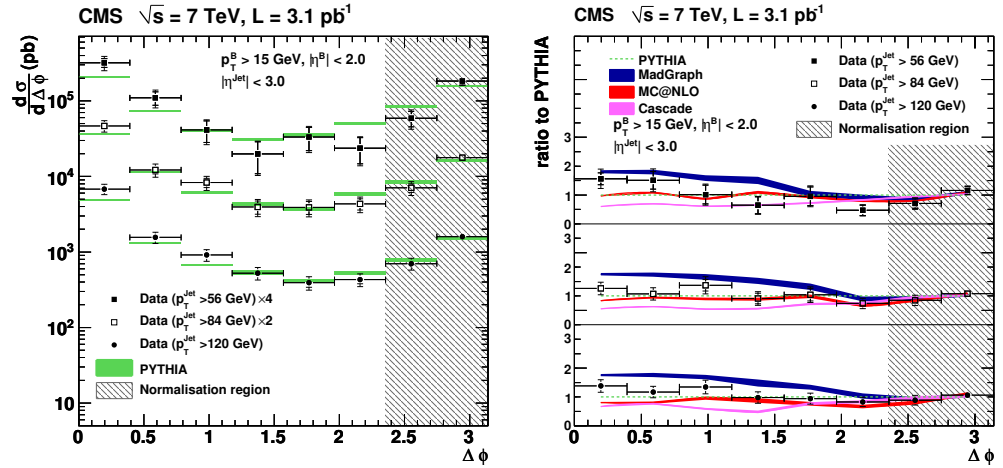 CMS √s = 7 TeV, L = 3.1 pb⁻¹
dσ/dΔϕ (pb)
p_T^B > 15 GeV, |η^B| < 2.0
|η^Jet| < 3.0
10⁵
10⁴
10³
10²
10
Data (p_T^Jet >56 GeV) ×4
Data (p_T^Jet >84 GeV) ×2
Data (p_T^Jet >120 GeV)
PYTHIA
Normalisation region
0 0.5 1 1.5 2 2.5 3
Δ ϕ
CMS √s = 7 TeV, L = 3.1 pb⁻¹
ratio to PYTHIA
PYTHIA
MadGraph
MC@NLO
Cascade
p_T^B > 15 GeV, |η^B| < 2.0
|η^Jet| < 3.0
Data (p_T^Jet > 56 GeV)
Data (p_T^Jet > 84 GeV)
Data (p_T^Jet > 120 GeV)
Normalisation region
3
2
1
0
3
2
1
0
3
2
1
0
0 0.5 1 1.5 2 2.5 3
Δ ϕ